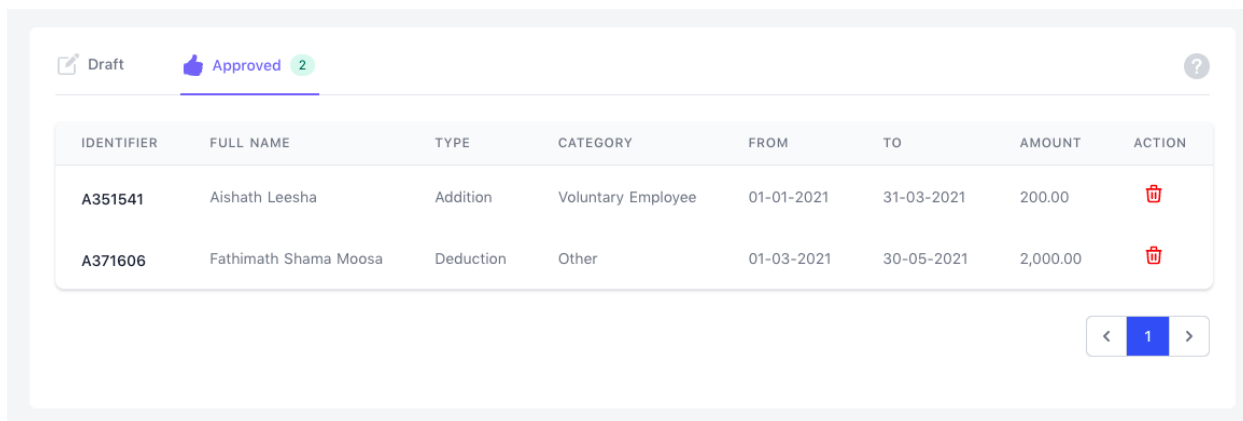 Draft Approved 2 ?
IDENTIFIER FULL NAME TYPE CATEGORY FROM TO AMOUNT ACTION
A351541 Aishath Leesha Addition Voluntary Employee 01-01-2021 31-03-2021 200.00
A371606 Fathimath Shama Moosa Deduction Other 01-03-2021 30-05-2021 2,000.00
< 1 >